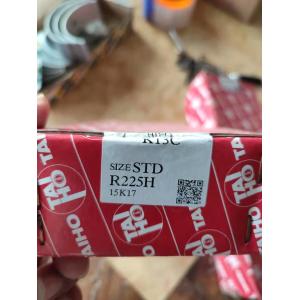 K13C
SIZE STD
R225H
15K17
TAIHO
TAIHO